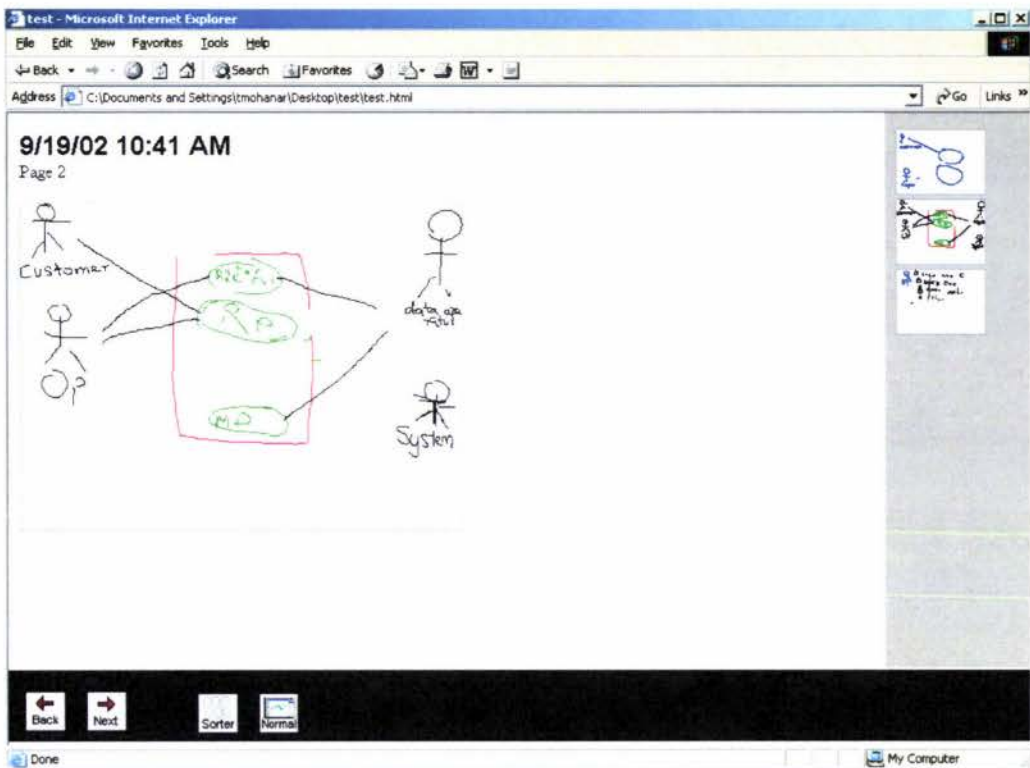 test - Microsoft Internet Explorer
File Edit View Favorites Tools Help
Back Search Favorites
Address C:\Documents and Settings\tmohanar\Desktop\test\test.html Go Links »
9/19/02 10:41 AM
Page 2
Customer
Op
data
MD
System
Back Next Sorter Normal
Done My Computer